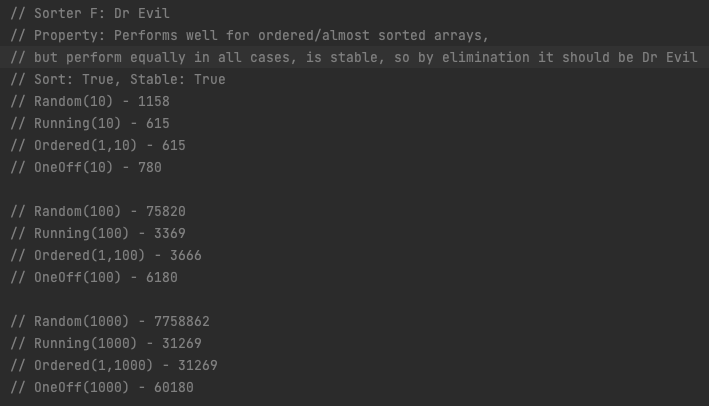 // Sorter F: Dr Evil
// Property: Performs well for ordered/almost sorted arrays,
// but perform equally in all cases, is stable, so by elimination it should be Dr Evil
// Sort: True, Stable: True
// Random(10) - 1158
// Running(10) - 615
// Ordered(1,10) - 615
// OneOff(10) - 780
// Random(100) - 75820
// Running(100) - 3369
// Ordered(1,100) - 3666
// OneOff(100) - 6180
// Random(1000) - 7758862
// Running(1000) - 31269
// Ordered(1,1000) - 31269
// OneOff(1000) - 60180